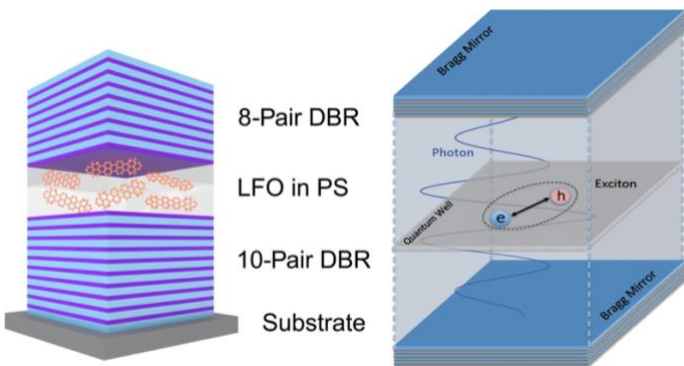 8-Pair DBR
LFO in PS
10-Pair DBR
Substrate
Bragg Mirror
Photon
Exciton
h
e
Quantum Well
Bragg Mirror